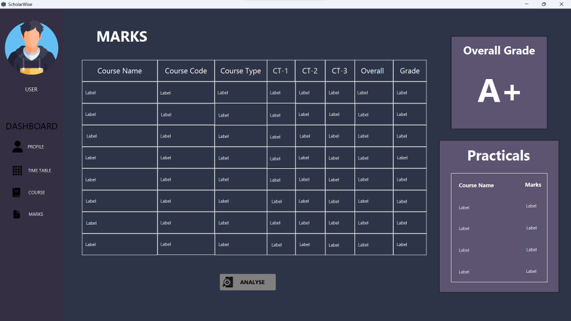 ScholarWise
MARKS
USER
DASHBOARD
PROFILE
TIME TABLE
COURSE
MARKS
Course Name Course Code Course Type CT-1 CT-2 CT-3 Overall Grade
Label Label Label Label Label Label Label Label
Label Label Label Label Label Label Label Label
Label Label Label Label Label Label Label Label
Label Label Label Label Label Label Label Label
Label Label Label Label Label Label Label Label
Label Label Label Label Label Label Label Label
Label Label Label Label Label Label Label Label
Label Label Label Label Label Label Label Label
ANALYSE
Overall Grade
A+
Practicals
Course Name Marks
Label Label
Label Label
Label Label
Label Label